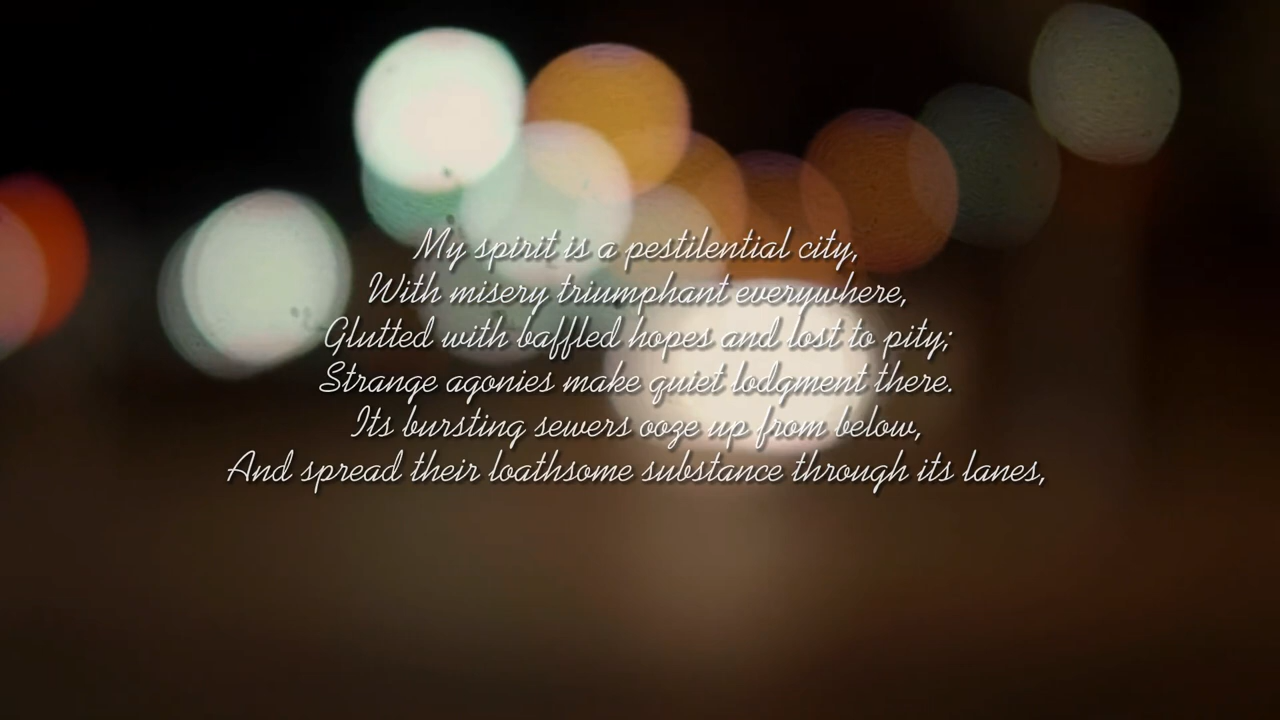 My spirit is a pestilential city,
With misery triumphant everywhere,
Glutted with baffled hopes and lost to pity;
Strange agonies make quiet lodgment there.
Its bursting sewers ooze up from below,
And spread their loathsome substance through its lanes,